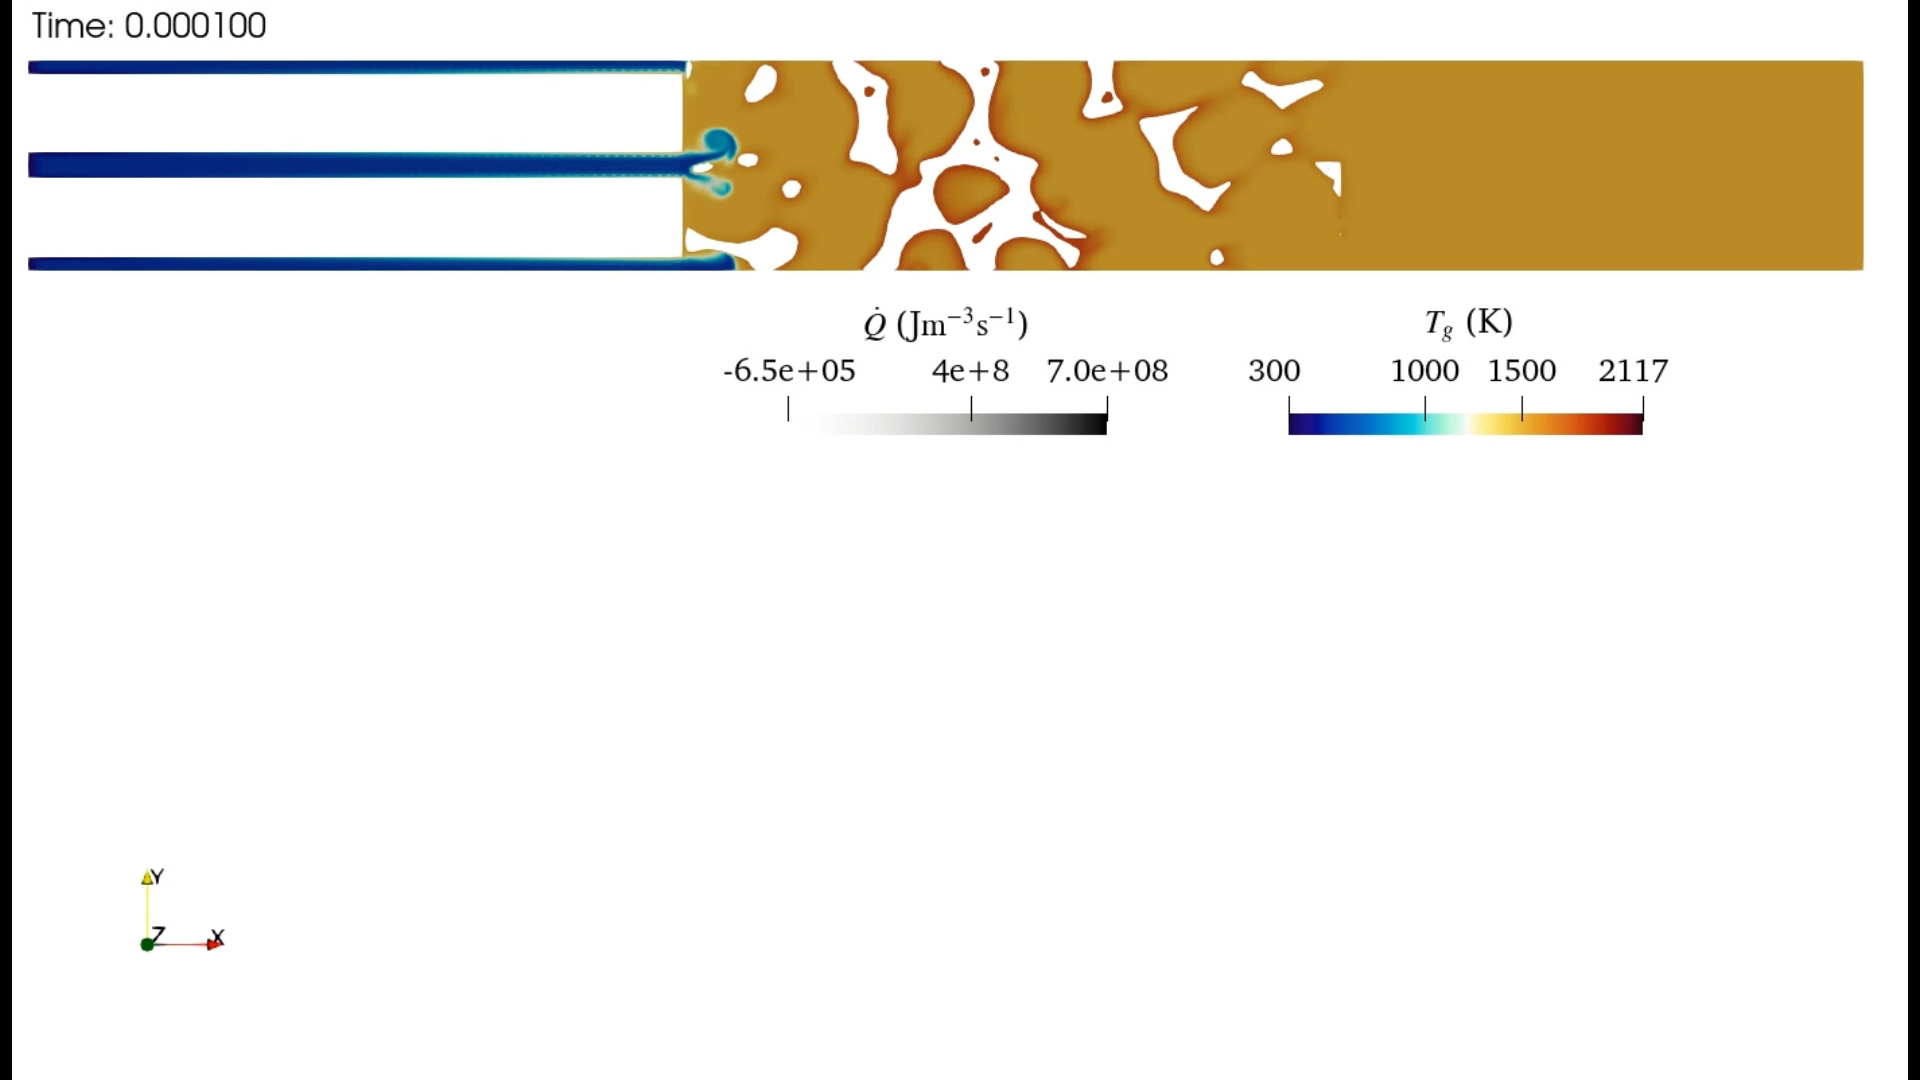 Time: 0.000100
Q̇ (Jm⁻³s⁻¹)
-6.5e+05 4e+8 7.0e+08
T_g (K)
300 1000 1500 2117
Y
Z X